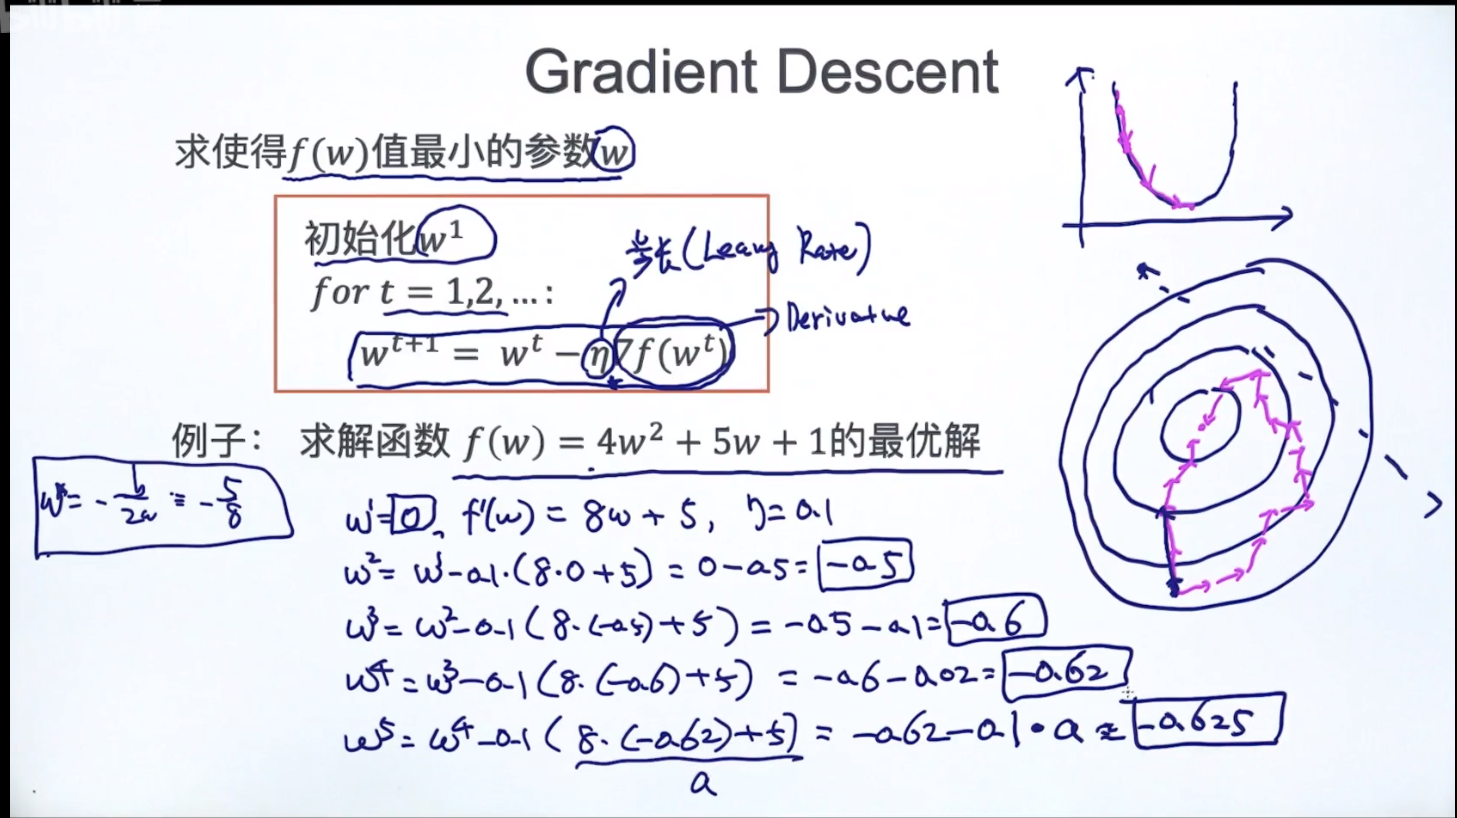 Gradient Descent
求使得f(w)值最小的参数w
初始化w¹
步长(Learng Rate)
for t = 1,2, …:
→ Derivative
w^{t+1} = w^t − η∇f(w^t)
例子： 求解函数 f(w) = 4w² + 5w + 1的最优解
w* = -b/2a = -5/8
w¹=0, f'(w) = 8w + 5, η=0.1
w² = w¹-0.1·(8·0+5) = 0-0.5= -0.5
w³ = w²-0.1(8·(-0.5)+5) = -0.5-0.1= -0.6
w⁴ = w³-0.1(8·(-0.6)+5) = -0.6-0.02= -0.62
w⁵ = w⁴-0.1(8·(-0.62)+5) = -0.62-0.1·a ≈ -0.625
a